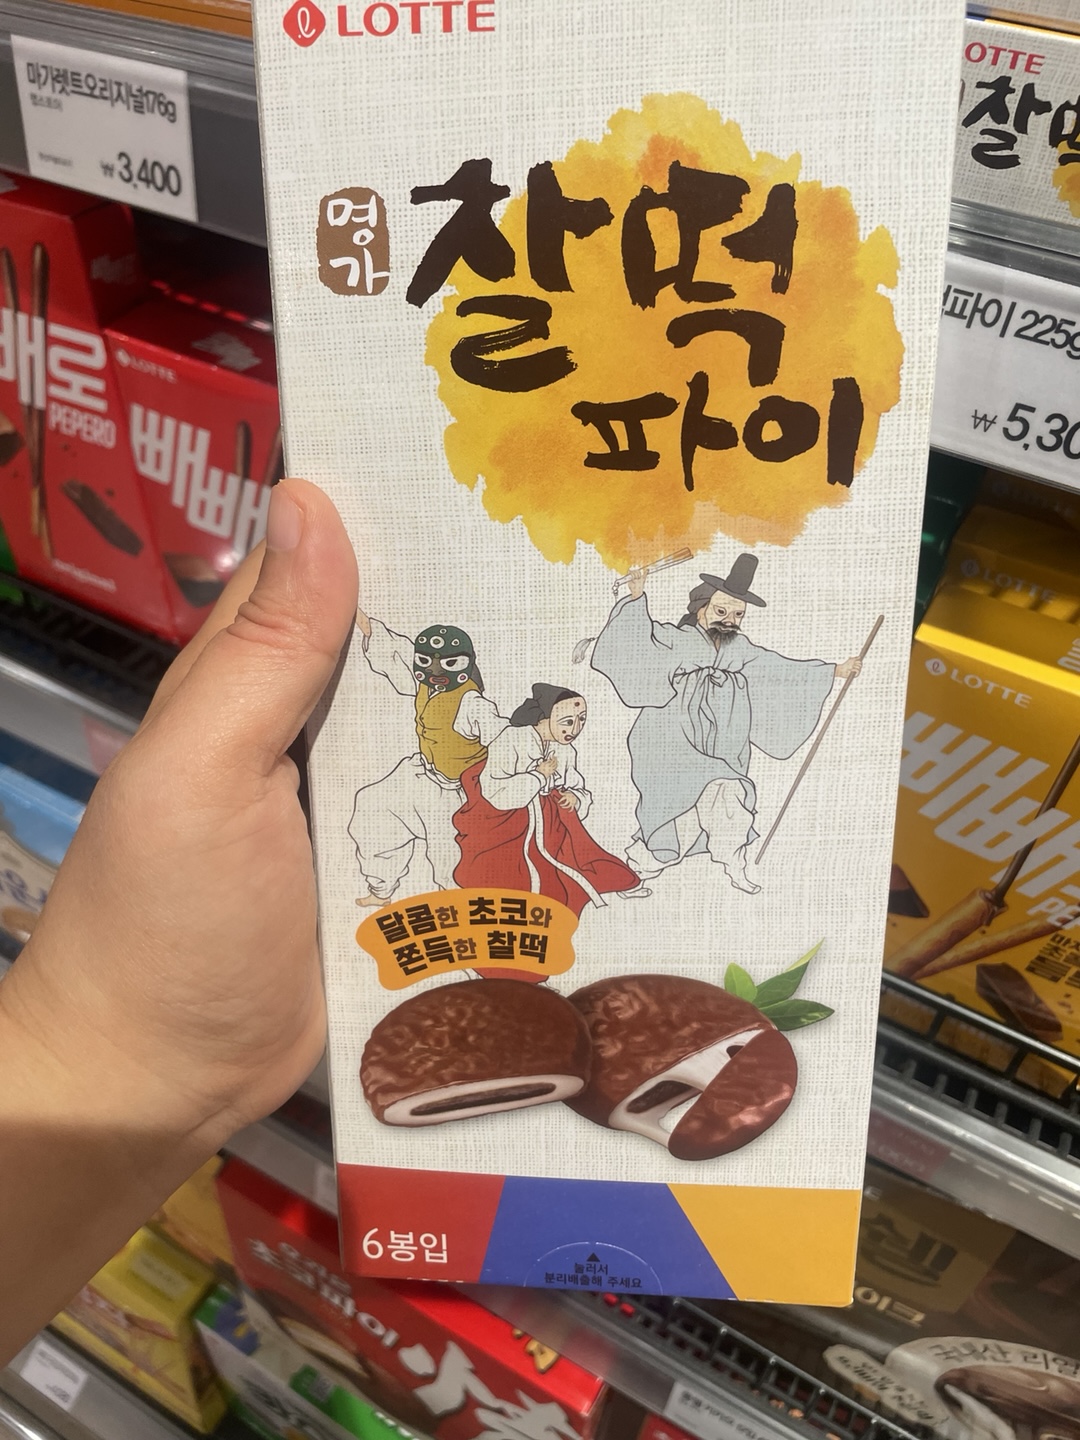 LOTTE
명가
찰떡
파이
달콤한 초코와
쫀득한 찰떡
6봉입
▲
눌러서
분리배출해 주세요
마가렛트오리지널176g
₩3,400
LOTTE
찰떡
파이 225g
₩5,30
빼로
PEPERO
LOTTE
빼빼
LOTTE
빼빼
초코파이
국내산